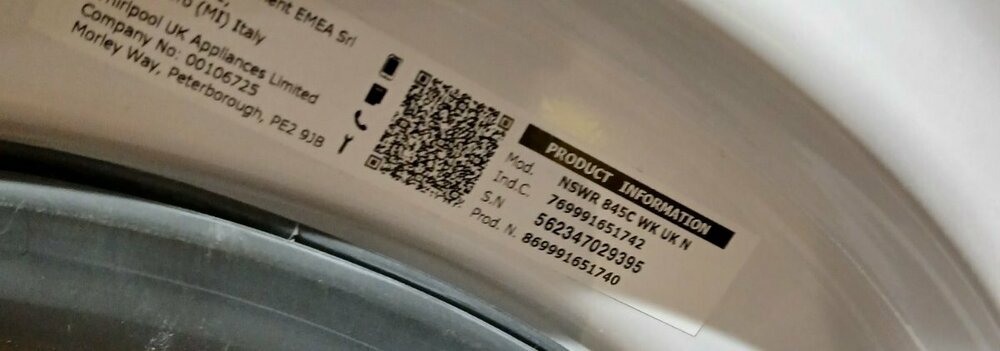 ent EMEA Srl
(MI) Italy
Whirlpool UK Appliances Limited
Company No: 00106725
Morley Way, Peterborough, PE2 9JB
PRODUCT INFORMATION
Mod. NSWR 845C WK UK N
Ind.C. 769991651742
S.N 562347029395
Prod. N. 869991651740